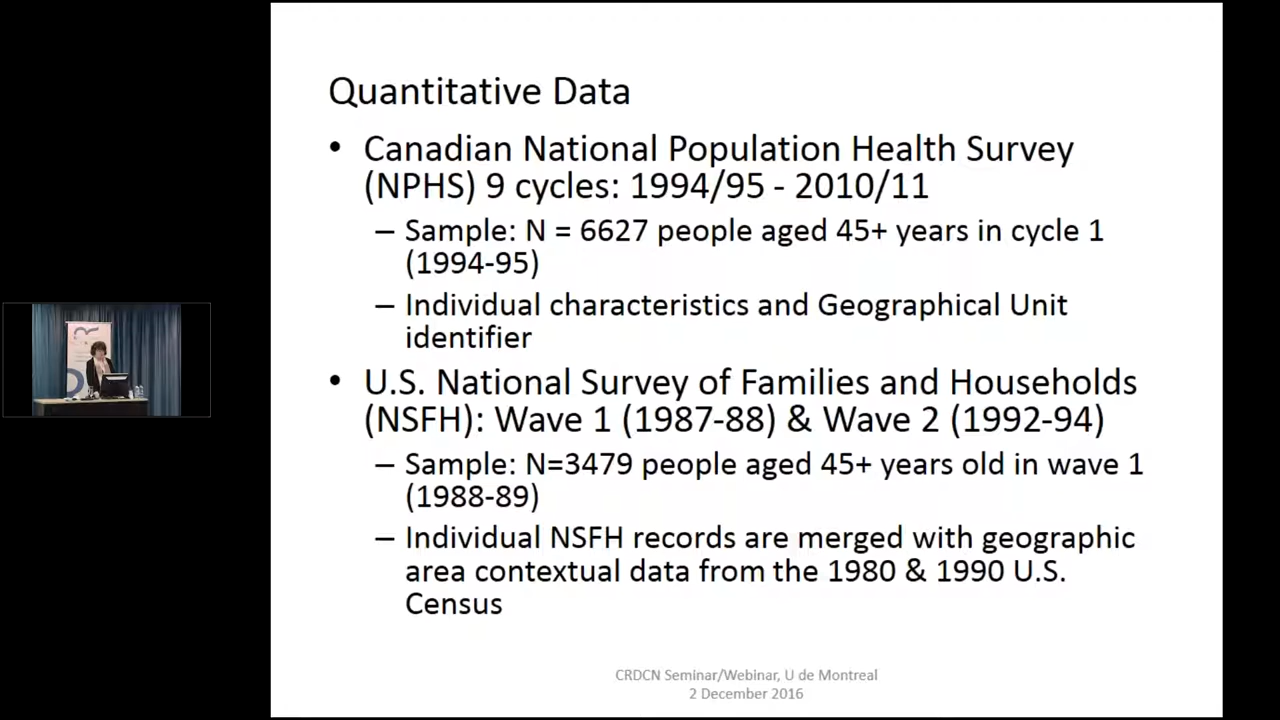 Quantitative Data
• Canadian National Population Health Survey
(NPHS) 9 cycles: 1994/95 - 2010/11
– Sample: N = 6627 people aged 45+ years in cycle 1
(1994-95)
– Individual characteristics and Geographical Unit
identifier
• U.S. National Survey of Families and Households
(NSFH): Wave 1 (1987-88) & Wave 2 (1992-94)
– Sample: N=3479 people aged 45+ years old in wave 1
(1988-89)
– Individual NSFH records are merged with geographic
area contextual data from the 1980 & 1990 U.S.
Census
CRDCN Seminar/Webinar, U de Montreal
2 December 2016